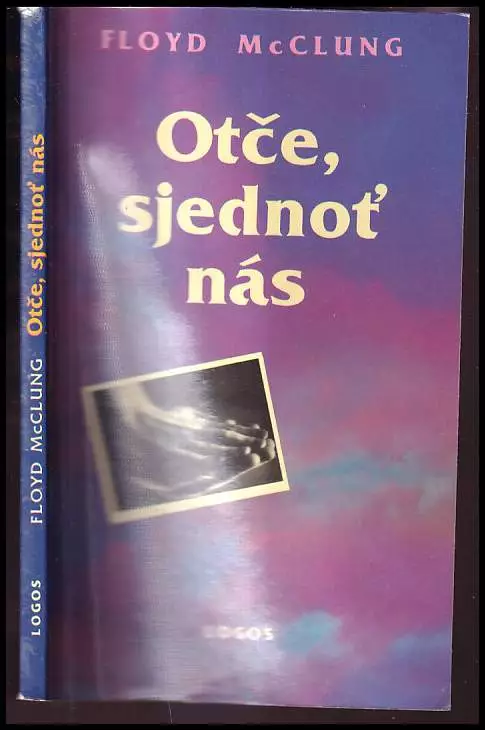 FLOYD McCLUNG
Otče,
sjednoť
nás
LOGOS
LOGOS FLOYD McCLUNG Otče, sjednoť nás